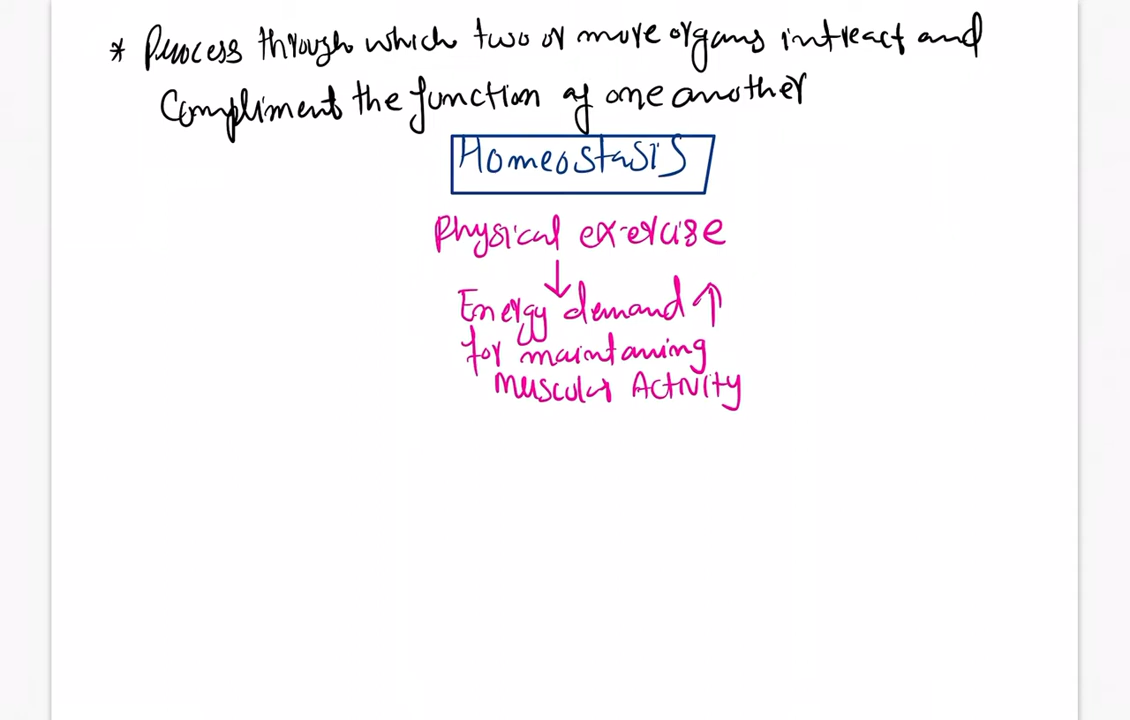 * Process through which two or more organs intreact and
Compliment the function of one another
Homeostasis
Physical exercise
↓
Energy demand ↑
for maintaining
muscular Activity